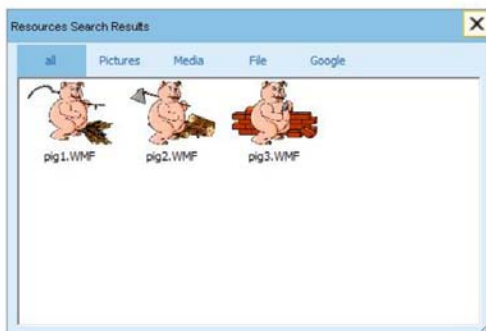 Resources Search Results
all Pictures Media File Google
pig1.WMF pig2.WMF pig3.WMF